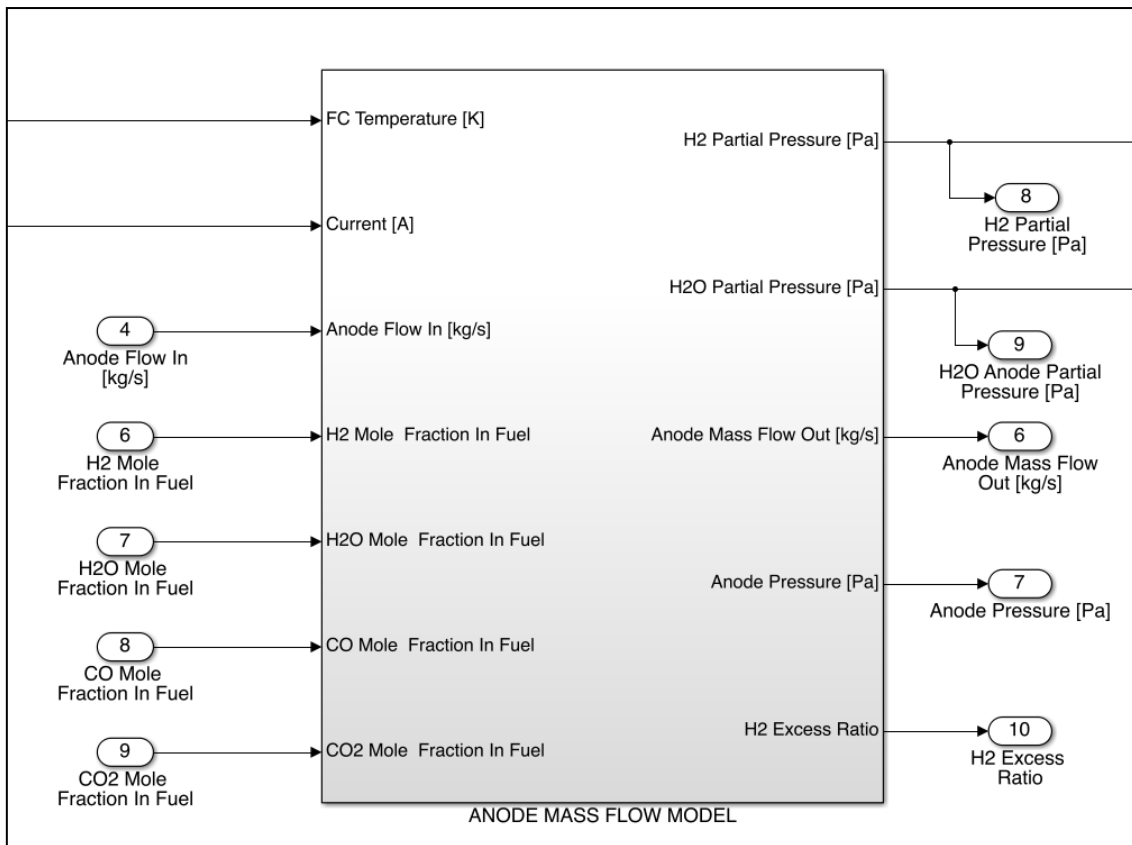 FC Temperature [K]
H2 Partial Pressure [Pa]
8
H2 Partial
Pressure [Pa]
Current [A]
H2O Partial Pressure [Pa]
4
Anode Flow In
[kg/s]
Anode Flow In [kg/s]
9
H2O Anode Partial
Pressure [Pa]
6
H2 Mole
Fraction In Fuel
H2 Mole  Fraction In Fuel
Anode Mass Flow Out [kg/s]
6
Anode Mass Flow
Out [kg/s]
7
H2O Mole
Fraction In Fuel
H2O Mole  Fraction In Fuel
Anode Pressure [Pa]
7
Anode Pressure [Pa]
8
CO Mole
Fraction In Fuel
CO Mole  Fraction In Fuel
H2 Excess Ratio
10
H2 Excess
Ratio
9
CO2 Mole
Fraction In Fuel
CO2 Mole  Fraction In Fuel
ANODE MASS FLOW MODEL